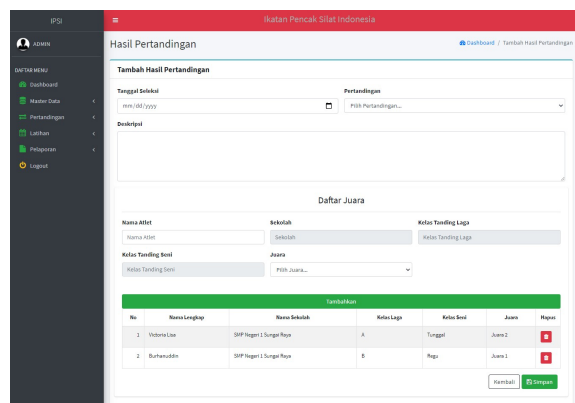 IPSI
Ikatan Pencak Silat Indonesia
ADMIN
Hasil Pertandingan
Dashboard / Tambah Hasil Pertandingan
DAFTAR MENU
Dashboard
Master Data
Pertandingan
Latihan
Pelaporan
Logout
Tambah Hasil Pertandingan
Tanggal Seleksi Pertandingan
mm/dd/yyyy Pilih Pertandingan...
Deskripsi
Daftar Juara
Nama Atlet Sekolah Kelas Tanding Laga
Nama Atlet Sekolah Kelas Tanding Laga
Kelas Tanding Seni Juara
Kelas Tanding Seni Pilih Juara...
Tambahkan
No Nama Lengkap Nama Sekolah Kelas Laga Kelas Seni Juara Hapus
1 Victoria Lisa SMP Negeri 1 Sungai Raya A Tunggal Juara 2
2 Burhanuddin SMP Negeri 1 Sungai Raya B Regu Juara 1
Kembali Simpan